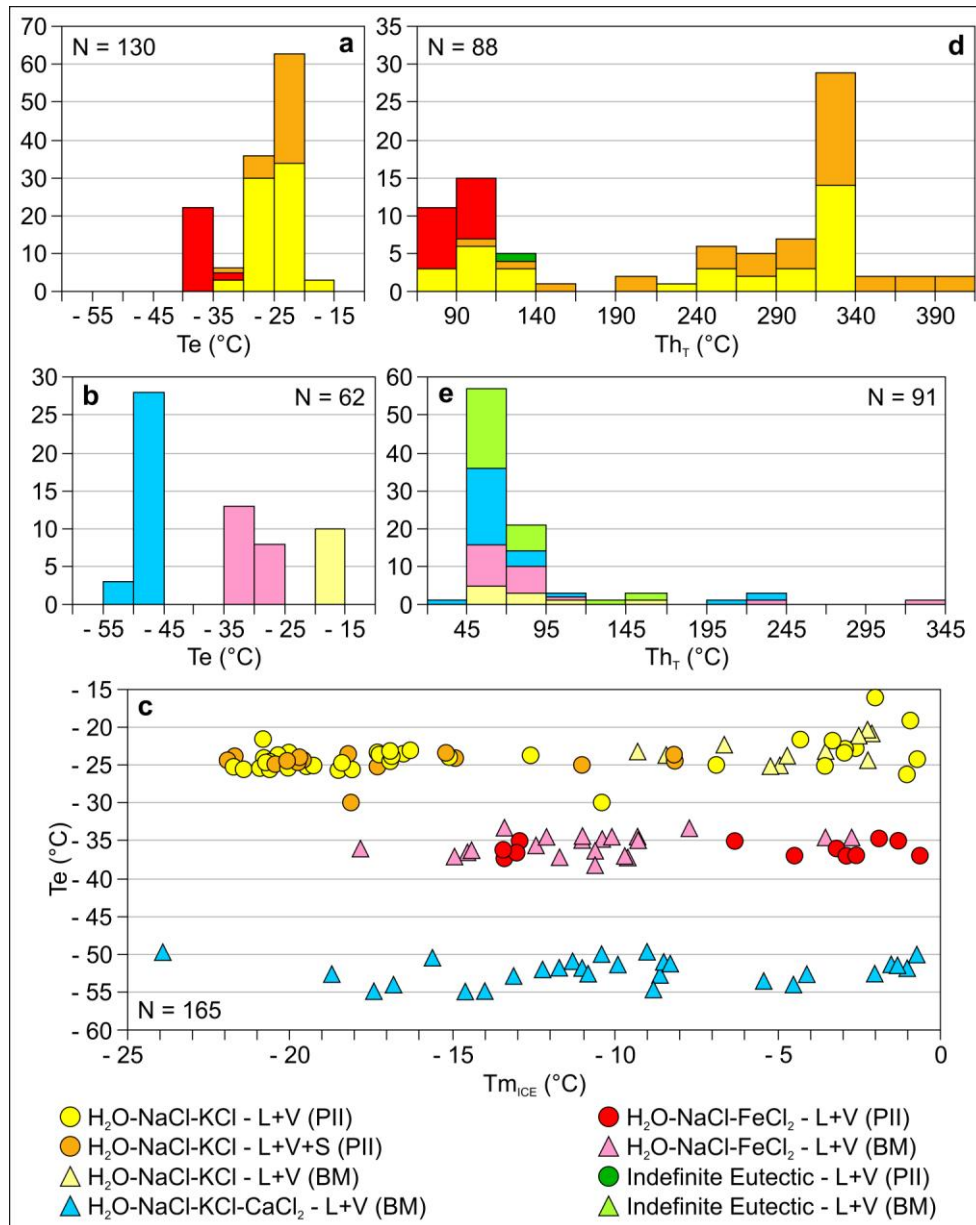 70
60
50
40
30
20
10
0
N = 130
a
- 55
- 45
- 35
- 25
- 15
Te (°C)
35
30
25
20
15
10
5
0
N = 88
d
90
140
190
240
290
340
390
Th_T (°C)
30
25
20
15
10
5
0
b
N = 62
- 55
- 45
- 35
- 25
- 15
Te (°C)
60
50
40
30
20
10
0
e
N = 91
45
95
145
195
245
295
345
Th_T (°C)
- 15
- 20
- 25
- 30
- 35
- 40
- 45
- 50
- 55
- 60
Te (°C)
c
N = 165
- 25
- 20
- 15
- 10
- 5
0
Tm_ICE (°C)
H₂O-NaCl-KCl - L+V (PII)
H₂O-NaCl-KCl - L+V+S (PII)
H₂O-NaCl-KCl - L+V (BM)
H₂O-NaCl-KCl-CaCl₂ - L+V (BM)
H₂O-NaCl-FeCl₂ - L+V (PII)
H₂O-NaCl-FeCl₂ - L+V (BM)
Indefinite Eutectic - L+V (PII)
Indefinite Eutectic - L+V (BM)